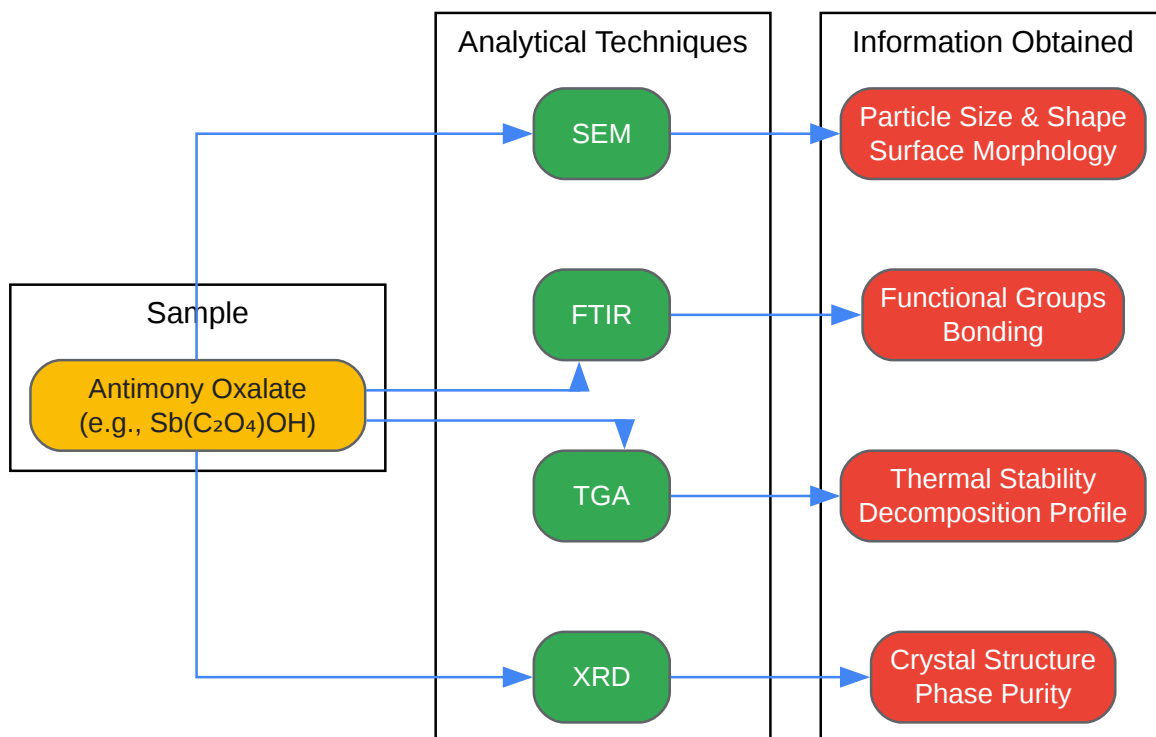 Analytical Techniques
Information Obtained
SEM
Particle Size & Shape
Surface Morphology
Sample
Antimony Oxalate
(e.g., Sb(C₂O₄)OH)
FTIR
Functional Groups
Bonding
TGA
Thermal Stability
Decomposition Profile
XRD
Crystal Structure
Phase Purity